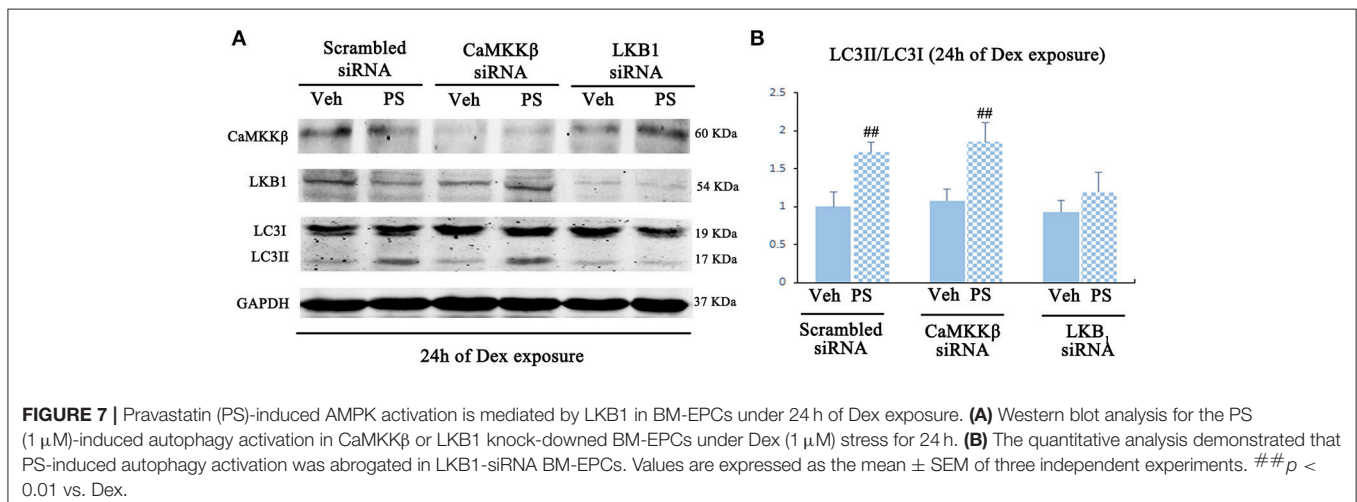 A
Scrambled siRNA
CaMKKβ siRNA
LKB1 siRNA
Veh PS Veh PS Veh PS
CaMKKβ 60 KDa
LKB1 54 KDa
LC3I 19 KDa
LC3II 17 KDa
GAPDH 37 KDa
24h of Dex exposure
B
LC3II/LC3I (24h of Dex exposure)
2.5
2
1.5
1
0.5
0
## ##
Veh PS Veh PS Veh PS
Scrambled siRNA
CaMKKβ siRNA
LKB1 siRNA
FIGURE 7 | Pravastatin (PS)-induced AMPK activation is mediated by LKB1 in BM-EPCs under 24 h of Dex exposure. (A) Western blot analysis for the PS
(1 μM)-induced autophagy activation in CaMKKβ or LKB1 knock-downed BM-EPCs under Dex (1 μM) stress for 24 h. (B) The quantitative analysis demonstrated that
PS-induced autophagy activation was abrogated in LKB1-siRNA BM-EPCs. Values are expressed as the mean ± SEM of three independent experiments. ##p <
0.01 vs. Dex.